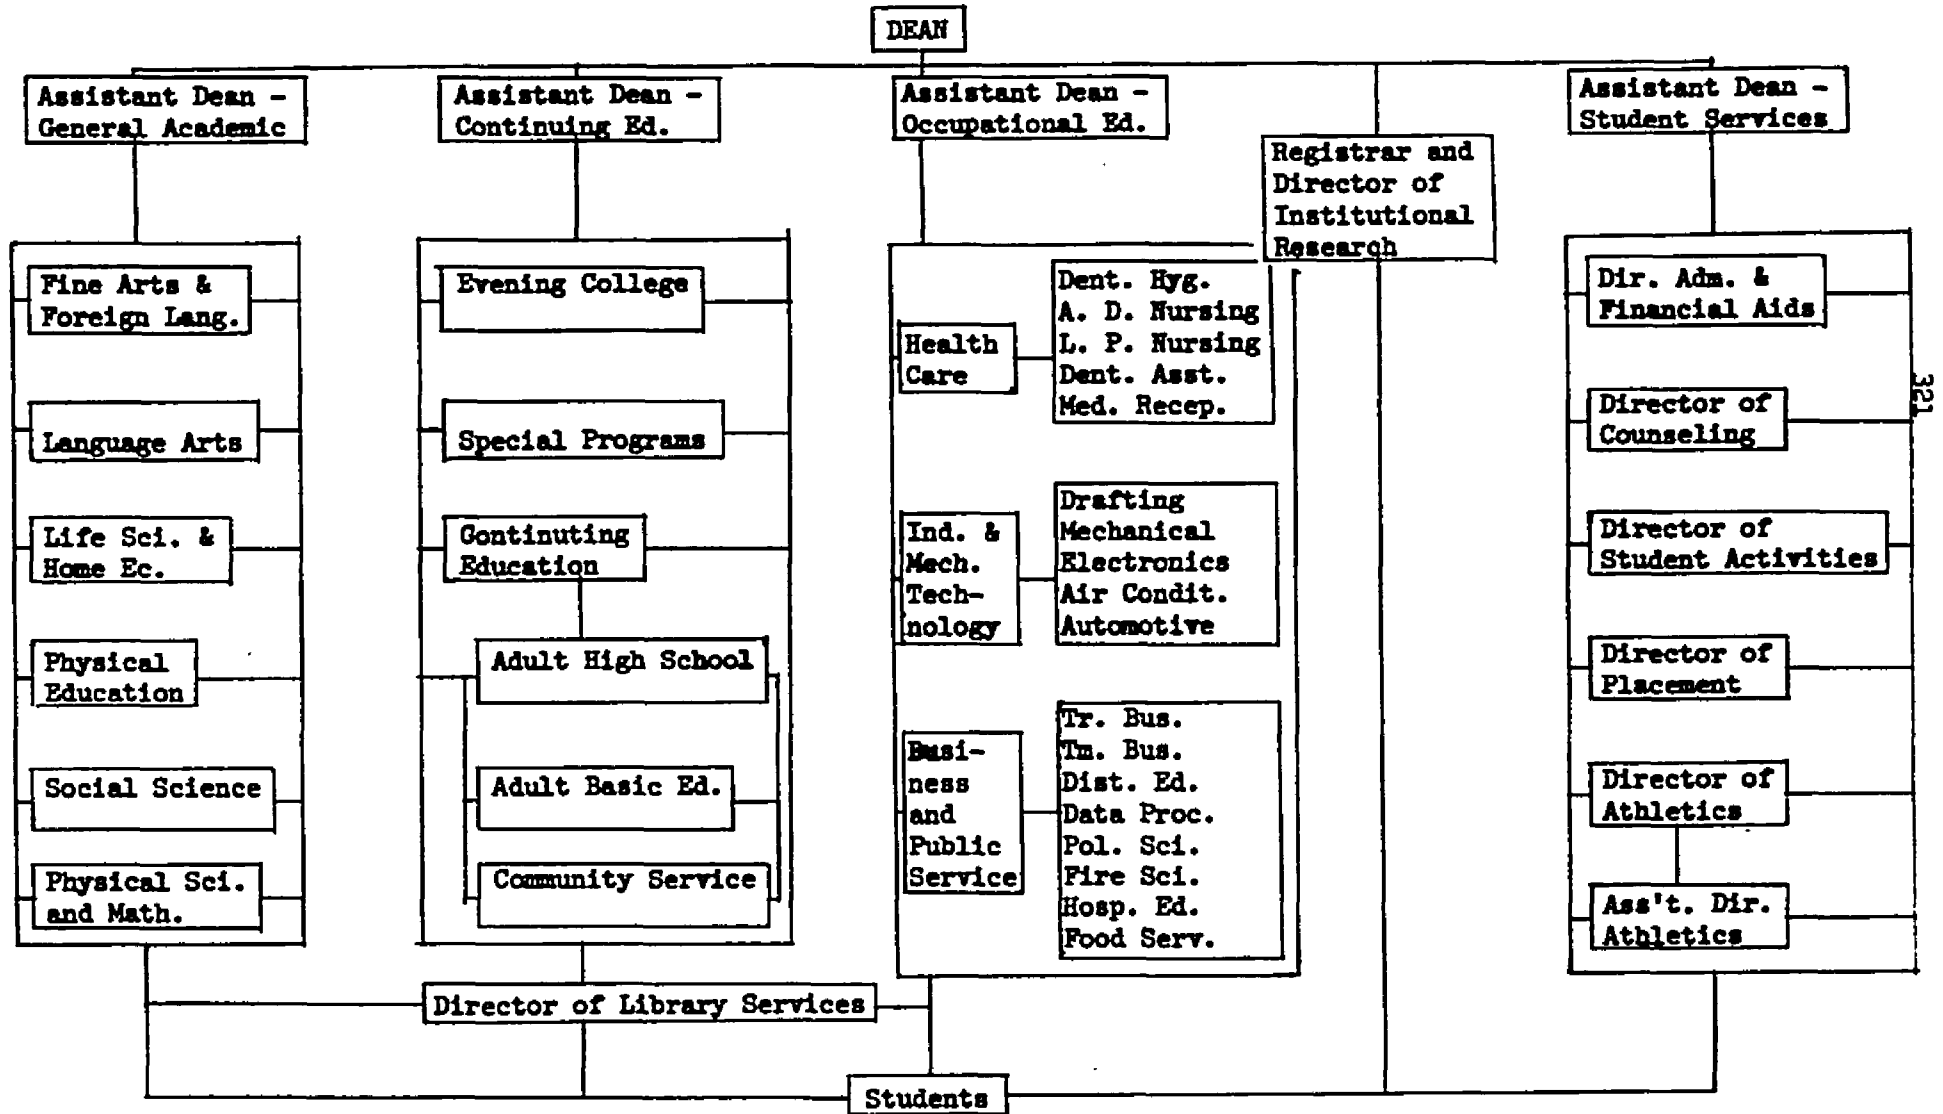 DEAN
Assistant Dean -
General Academic
Assistant Dean -
Continuing Ed.
Assistant Dean -
Occupational Ed.
Registrar and
Director of
Institutional
Research
Assistant Dean -
Student Services
Fine Arts &
Foreign Lang.
Language Arts
Life Sci. &
Home Ec.
Physical
Education
Social Science
Physical Sci.
and Math.
Evening College
Special Programs
Gontinuting
Education
Adult High School
Adult Basic Ed.
Community Service
Health
Care
Dent. Hyg.
A. D. Nursing
L. P. Nursing
Dent. Asst.
Med. Recep.
Ind. &
Mech.
Tech-
nology
Drafting
Mechanical
Electronics
Air Condit.
Automotive
Busi-
ness
and
Public
Service
Tr. Bus.
Tm. Bus.
Dist. Ed.
Data Proc.
Pol. Sci.
Fire Sci.
Hosp. Ed.
Food Serv.
Dir. Adm. &
Financial Aids
Director of
Counseling
Director of
Student Activities
Director of
Placement
Director of
Athletics
Ass't. Dir.
Athletics
321
Director of Library Services
Students